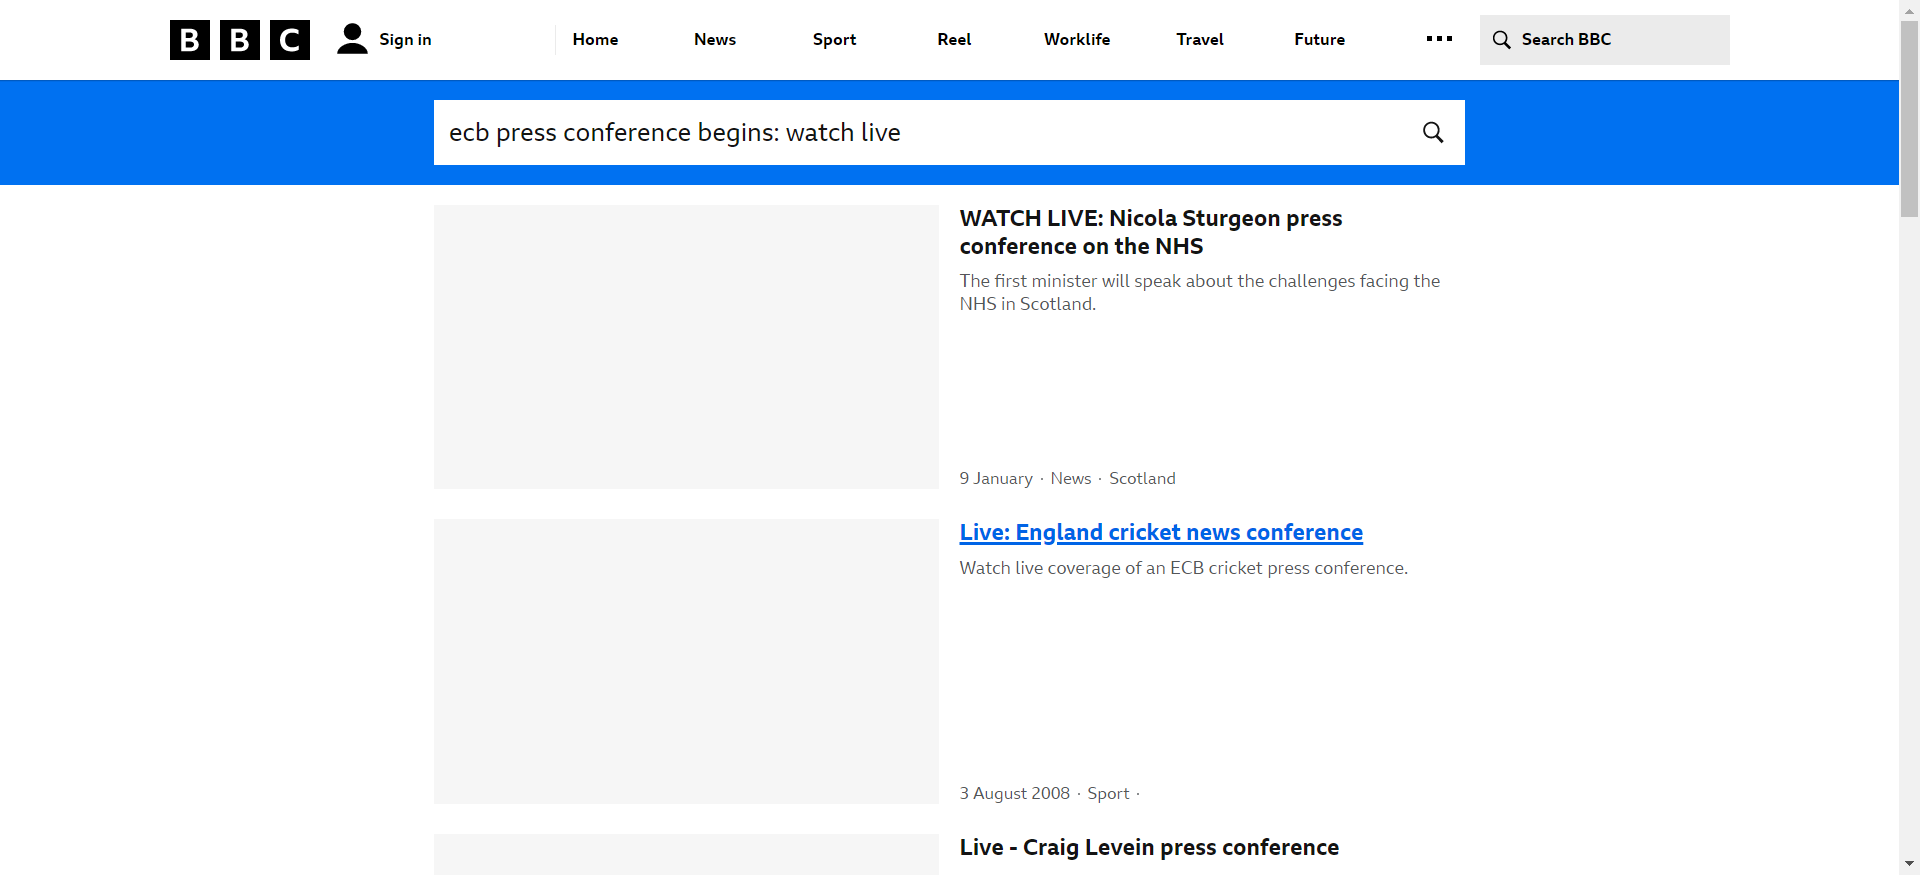 BBC Sign in Home News Sport Reel Worklife Travel Future Search BBC
ecb press conference begins: watch live
WATCH LIVE: Nicola Sturgeon press
conference on the NHS
The first minister will speak about the challenges facing the
NHS in Scotland.
9 January · News · Scotland
Live: England cricket news conference
Watch live coverage of an ECB cricket press conference.
3 August 2008 · Sport ·
Live - Craig Levein press conference